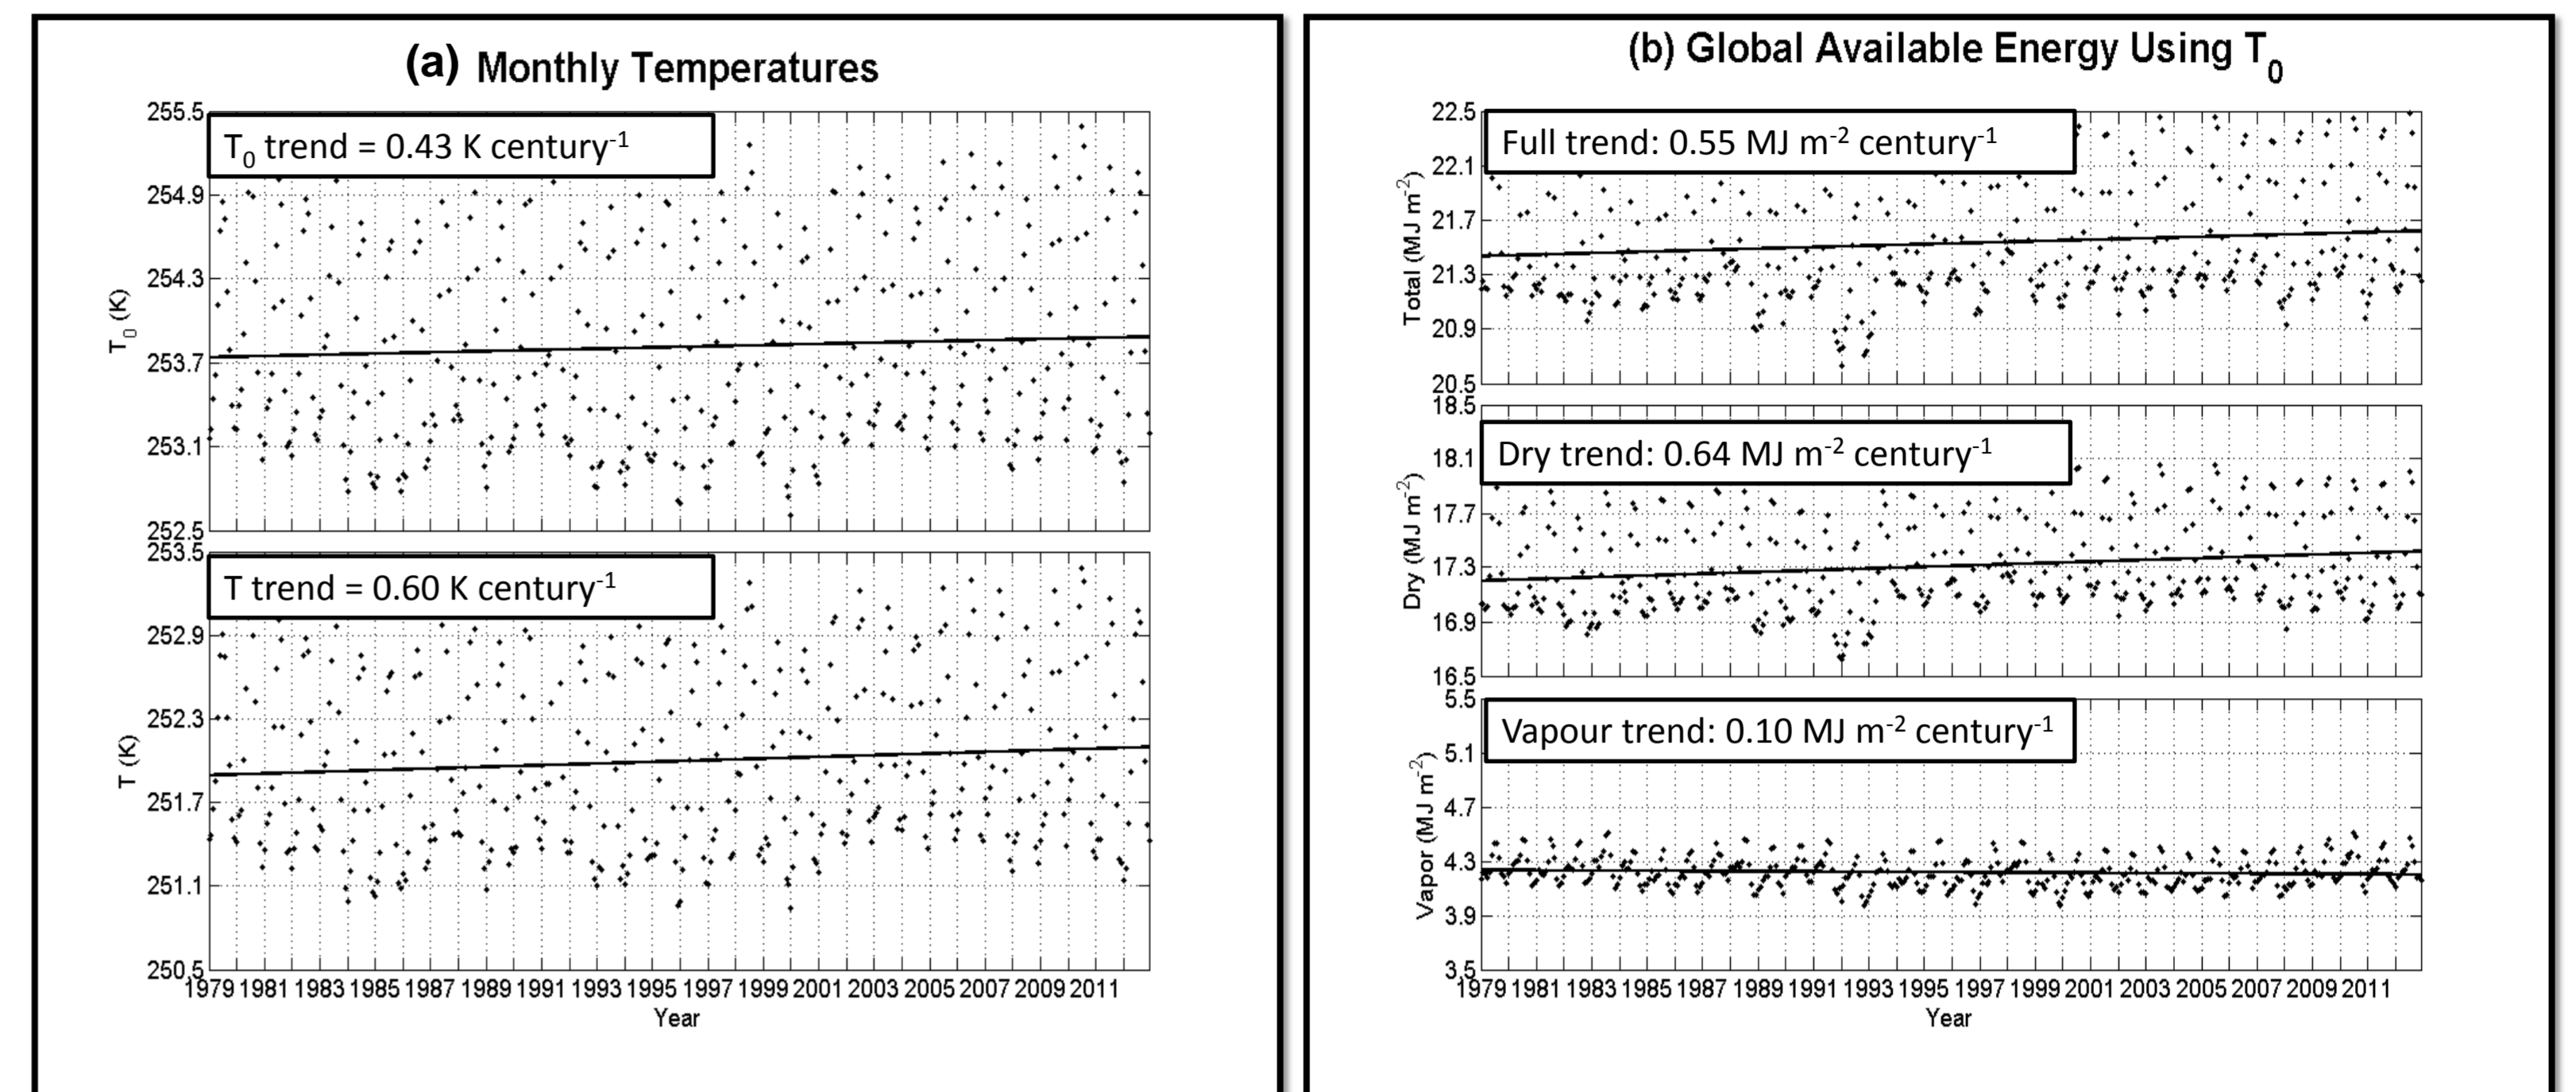 (a) Monthly Temperatures
T₀ trend = 0.43 K century⁻¹
255.5
254.9
254.3
253.7
253.1
252.5
T₀ (K)
T trend = 0.60 K century⁻¹
253.5
252.9
252.3
251.7
251.1
250.5
T (K)
1979 1981 1983 1985 1987 1989 1991 1993 1995 1997 1999 2001 2003 2005 2007 2009 2011
Year
(b) Global Available Energy Using T₀
Full trend: 0.55 MJ m⁻² century⁻¹
22.5
22.1
21.7
21.3
20.9
20.5
Total (MJ m⁻²)
Dry trend: 0.64 MJ m⁻² century⁻¹
18.5
18.1
17.7
17.3
16.9
16.5
Dry (MJ m⁻²)
Vapour trend: 0.10 MJ m⁻² century⁻¹
5.5
5.1
4.7
4.3
3.9
3.5
Vapor (MJ m⁻²)
1979 1981 1983 1985 1987 1989 1991 1993 1995 1997 1999 2001 2003 2005 2007 2009 2011
Year